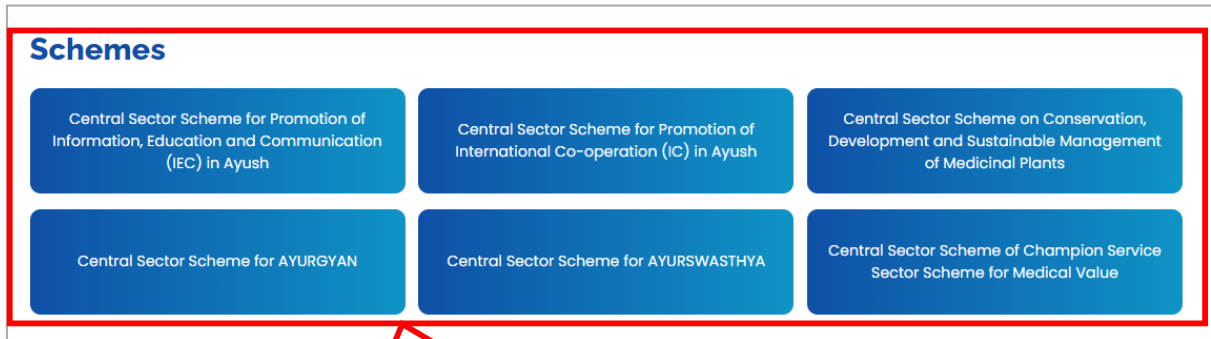 Schemes
Central Sector Scheme for Promotion of
Information, Education and Communication
(IEC) in Ayush
Central Sector Scheme for Promotion of
International Co-operation (IC) in Ayush
Central Sector Scheme on Conservation,
Development and Sustainable Management
of Medicinal Plants
Central Sector Scheme for AYURGYAN
Central Sector Scheme for AYURSWASTHYA
Central Sector Scheme of Champion Service
Sector Scheme for Medical Value